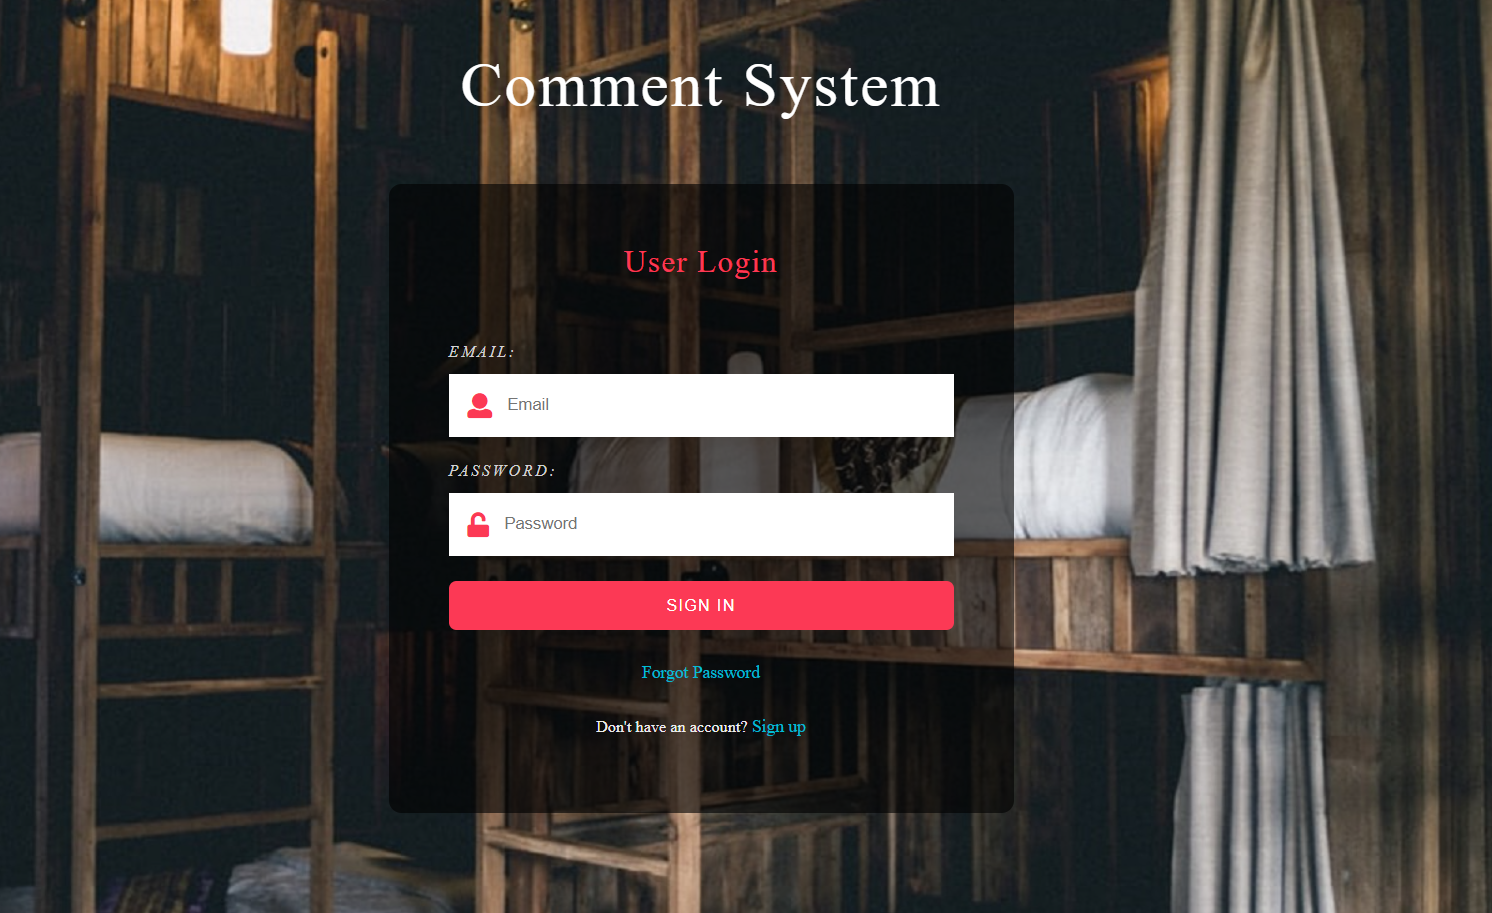 Comment System
User Login
EMAIL:
Email
PASSWORD:
Password
SIGN IN
Forgot Password
Don't have an account? Sign up